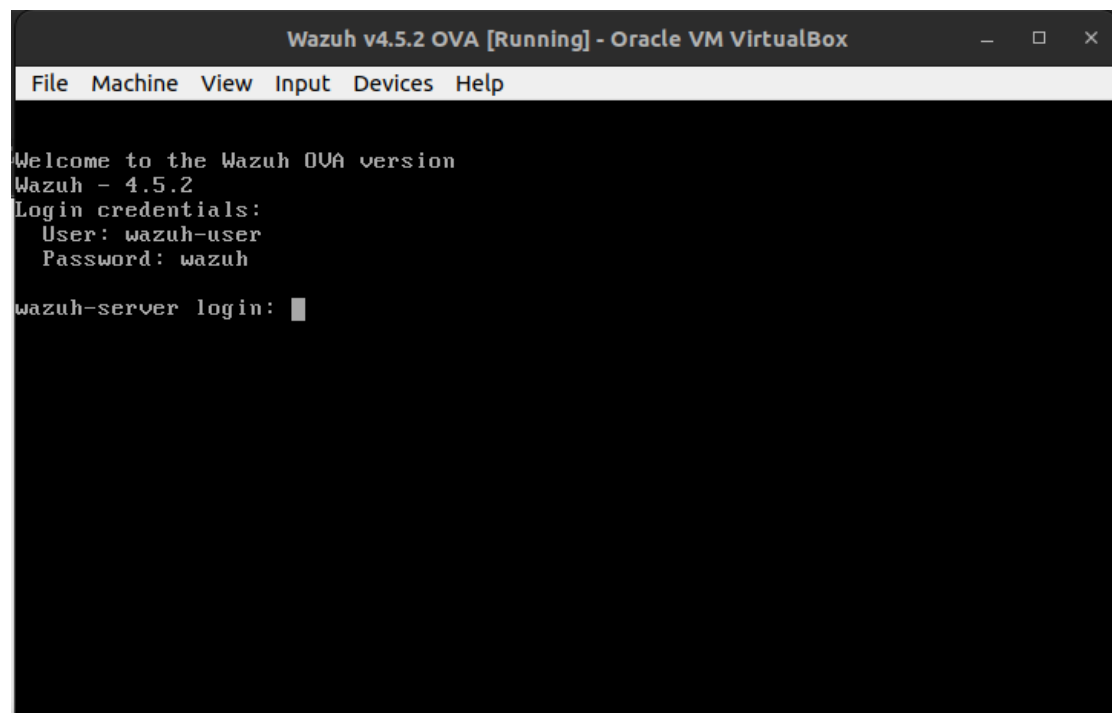 Wazuh v4.5.2 OVA [Running] - Oracle VM VirtualBox
File Machine View Input Devices Help
Welcome to the Wazuh OVA version
Wazuh - 4.5.2
Login credentials:
  User: wazuh-user
  Password: wazuh
wazuh-server login: